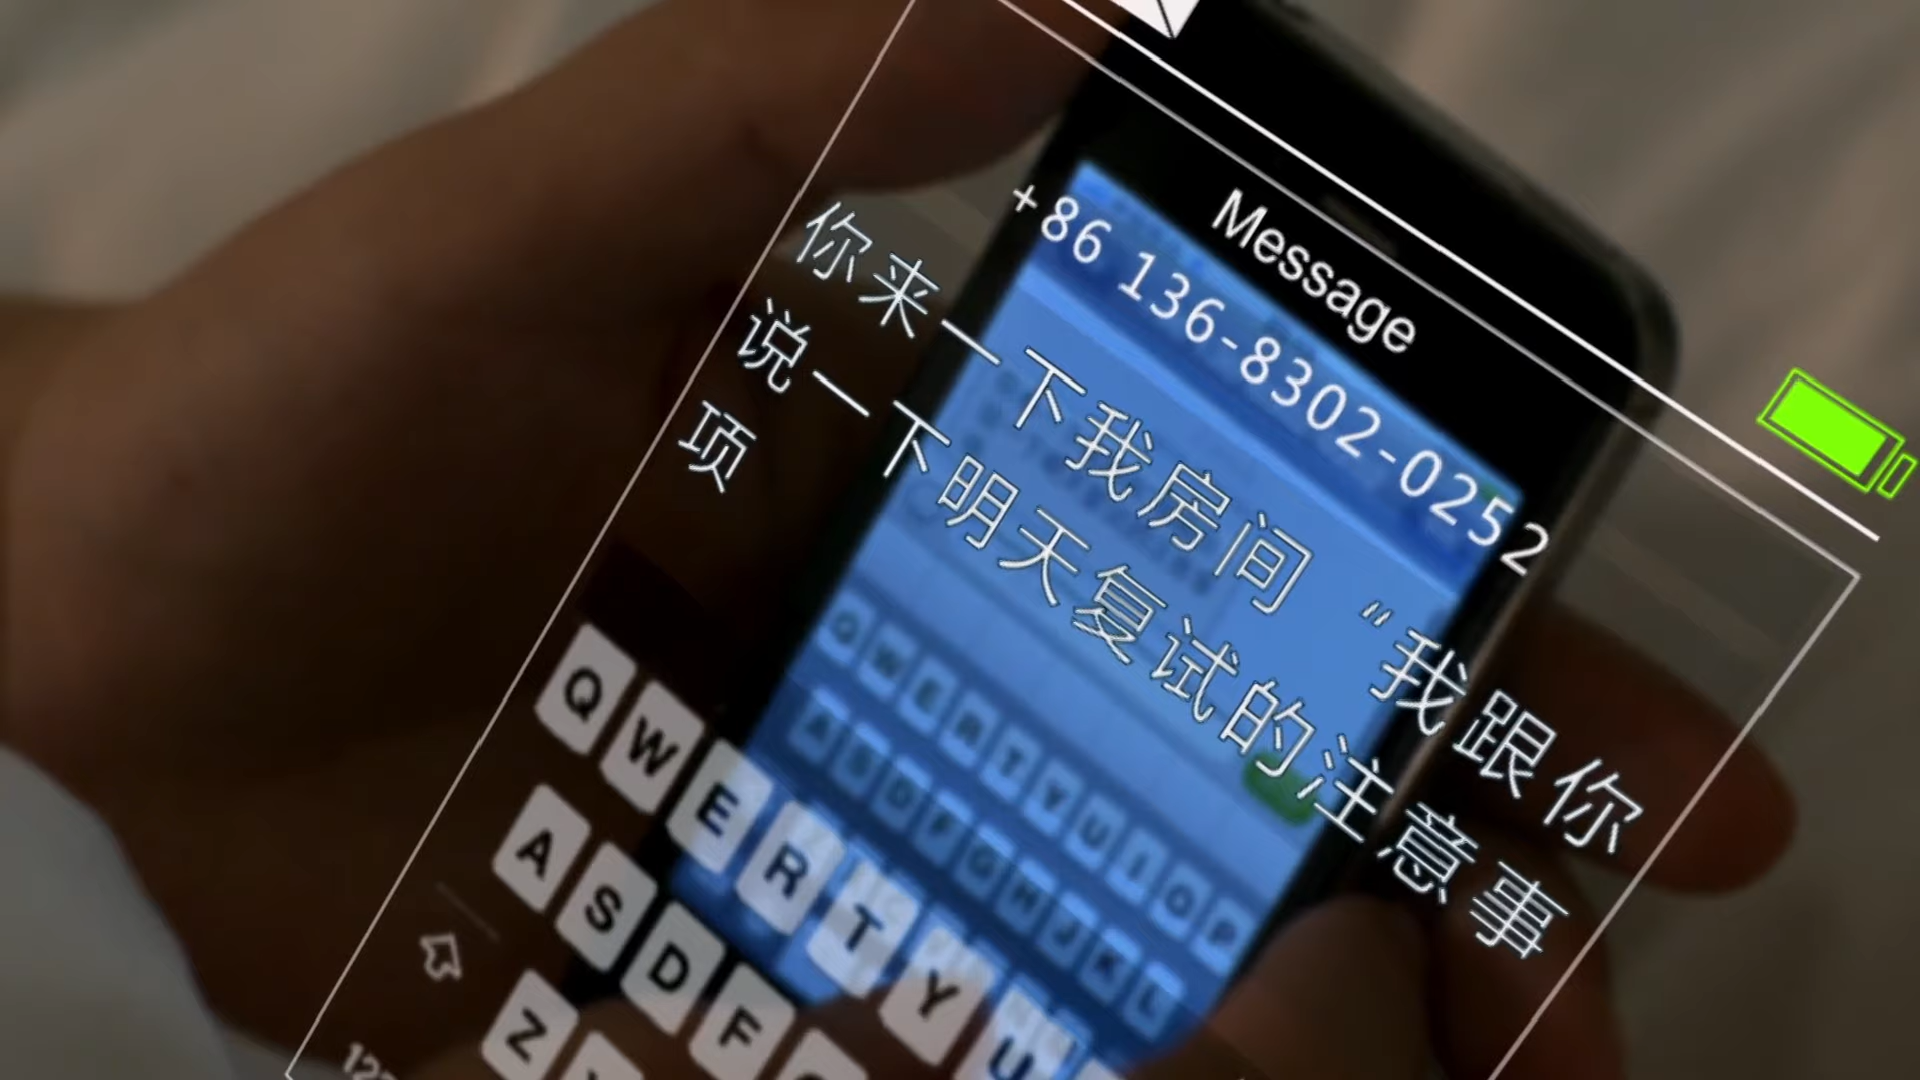 Message
+86 136-8302-0252
你来一下我房间 “我跟你
说一下明天复试的注意事
项
Q W E R T Y U I O P
A S D F G H J K L
Q W E R T Y U
A S D F
Z
123